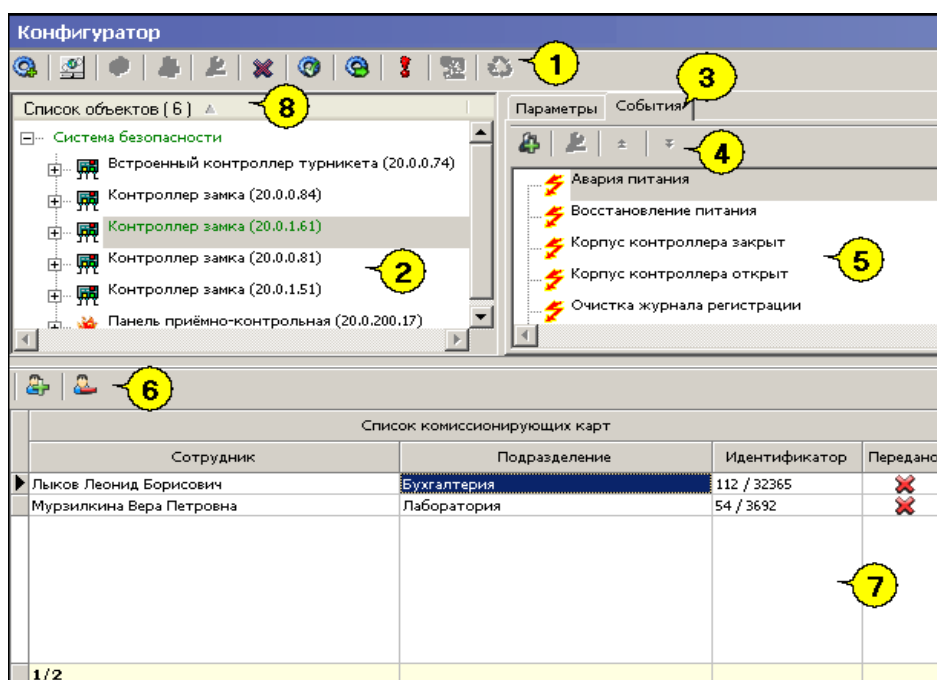 Конфигуратор
1
Список объектов ( 6 )
8
Система безопасности
Встроенный контроллер турникета (20.0.0.74)
Контроллер замка (20.0.0.84)
Контроллер замка (20.0.1.61)
Контроллер замка (20.0.0.81)
Контроллер замка (20.0.1.51)
Панель приёмно-контрольная (20.0.200.17)
2
3
Параметры События
4
Авария питания
Восстановление питания
Корпус контроллера закрыт
Корпус контроллера открыт
Очистка журнала регистрации
5
6
Список комиссионирующих карт
Сотрудник Подразделение Идентификатор Передано
Лыков Леонид Борисович Бухгалтерия 112 / 32365
Мурзилкина Вера Петровна Лаборатория 54 / 3692
7
1/2